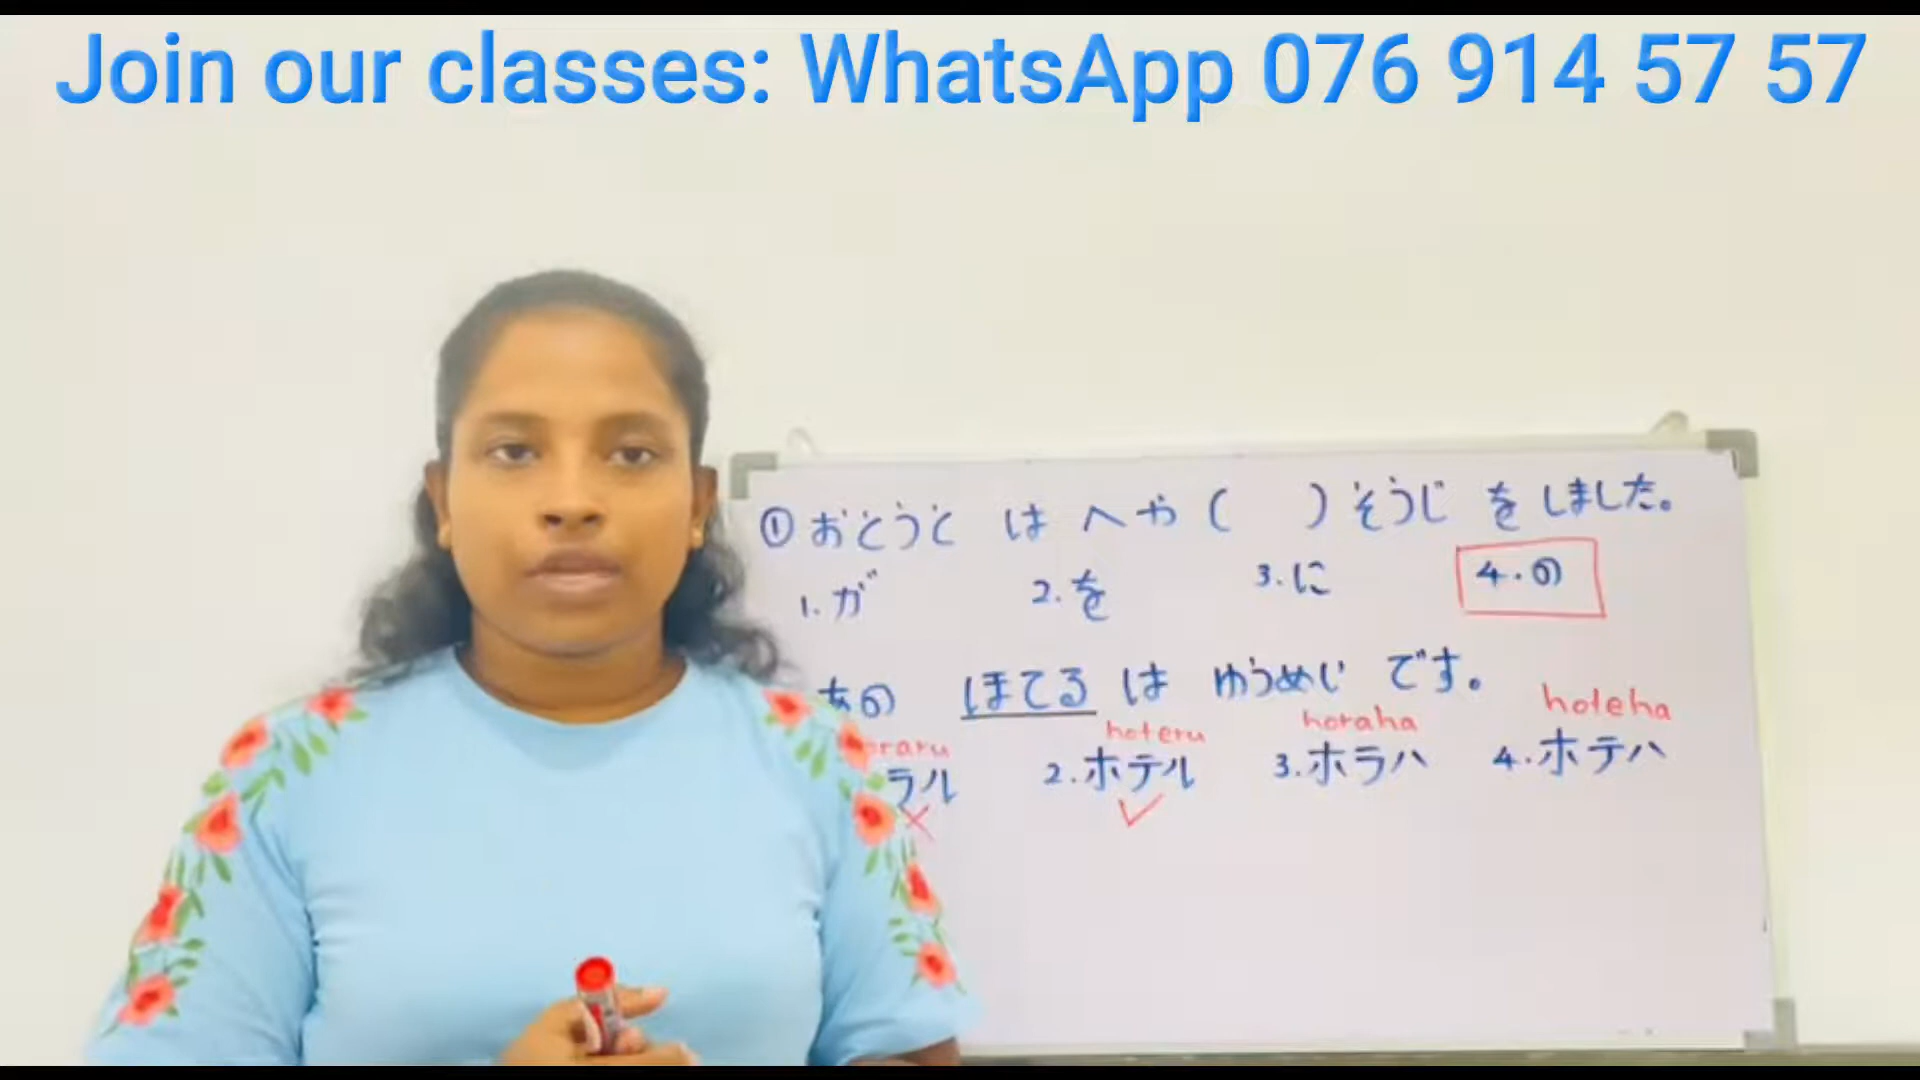 Join our classes: WhatsApp 076 914 57 57
① おとうと は へや ( ) そうじ を しました。
1. が 2. を 3. に 4. の
あの ほてる は ゆうめい です。
hoteru horaha hoteha
ラル 2. ホテル 3. ホラハ 4. ホテハ